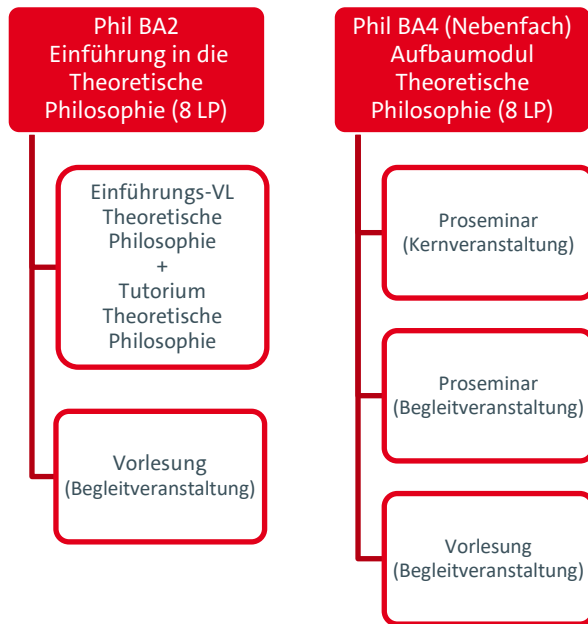 Phil BA2
Einführung in die
Theoretische
Philosophie (8 LP)
Einführungs-VL
Theoretische
Philosophie
+
Tutorium
Theoretische
Philosophie
Vorlesung
(Begleitveranstaltung)
Phil BA4 (Nebenfach)
Aufbaumodul
Theoretische
Philosophie (8 LP)
Proseminar
(Kernveranstaltung)
Proseminar
(Begleitveranstaltung)
Vorlesung
(Begleitveranstaltung)